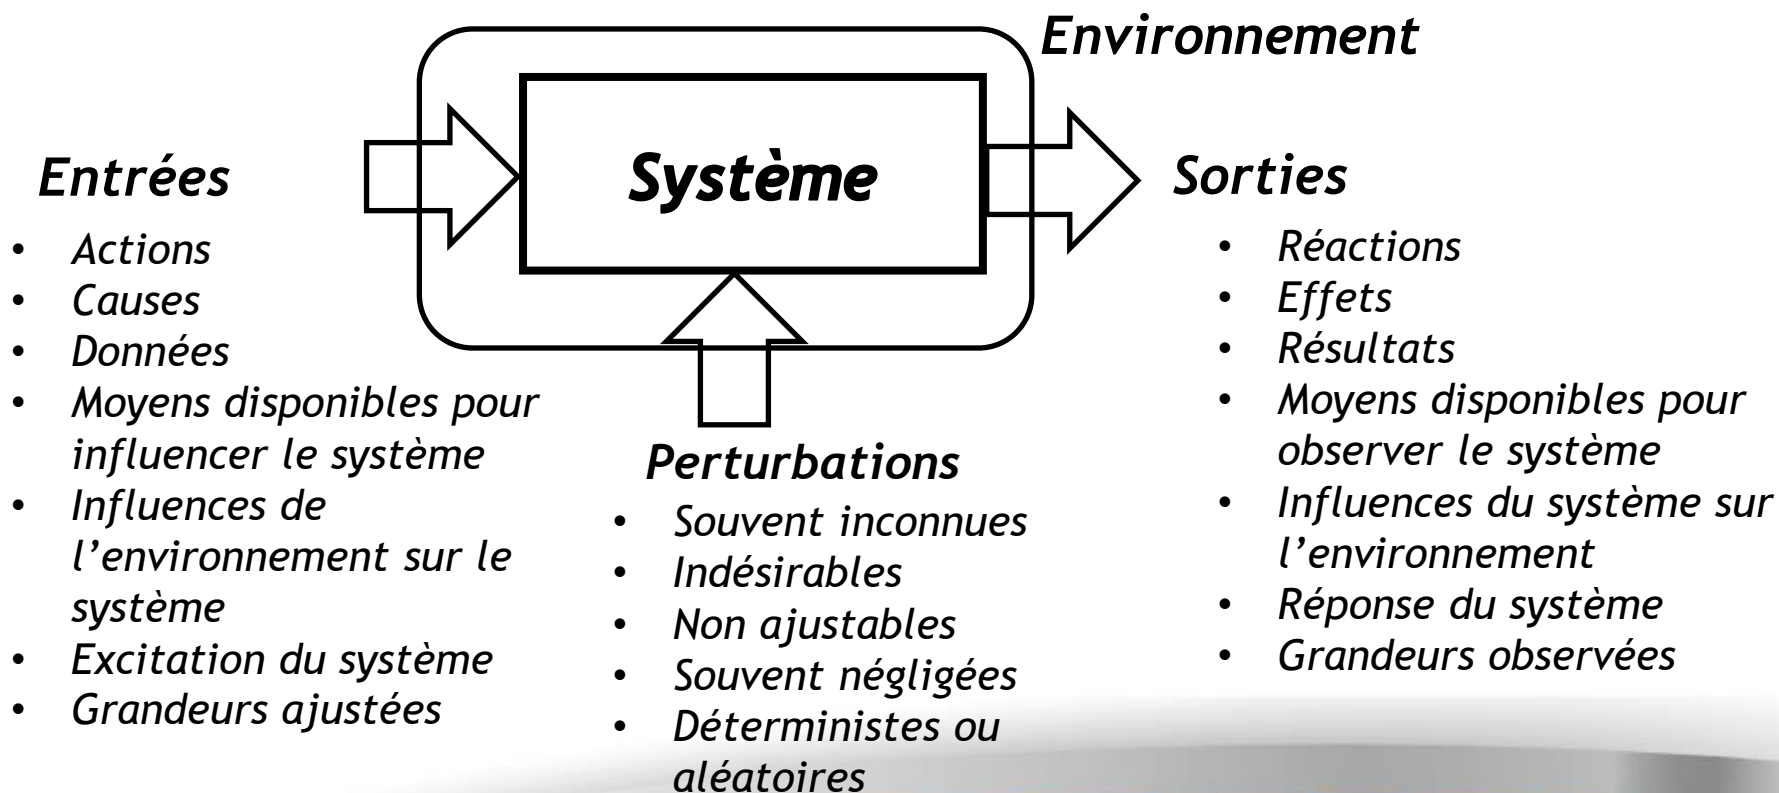 Environnement
Système
Entrées
• Actions
• Causes
• Données
• Moyens disponibles pour
influencer le système
• Influences de
l’environnement sur le
système
• Excitation du système
• Grandeurs ajustées
Perturbations
• Souvent inconnues
• Indésirables
• Non ajustables
• Souvent négligées
• Déterministes ou
aléatoires
Sorties
• Réactions
• Effets
• Résultats
• Moyens disponibles pour
observer le système
• Influences du système sur
l’environnement
• Réponse du système
• Grandeurs observées